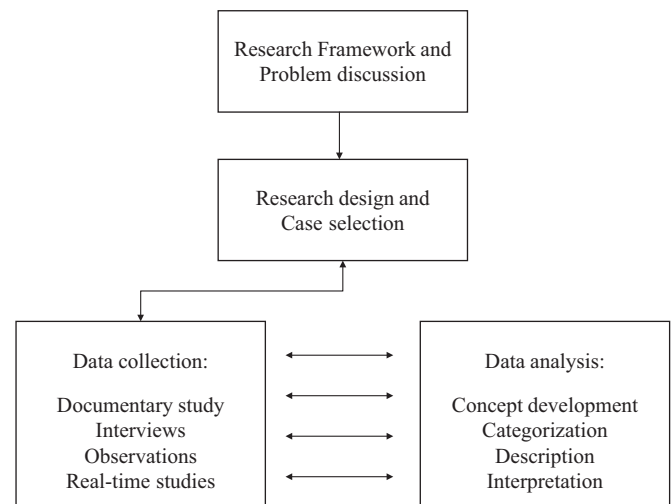 Research Framework and
Problem discussion
Research design and
Case selection
Data collection:
Documentary study
Interviews
Observations
Real-time studies
Data analysis:
Concept development
Categorization
Description
Interpretation